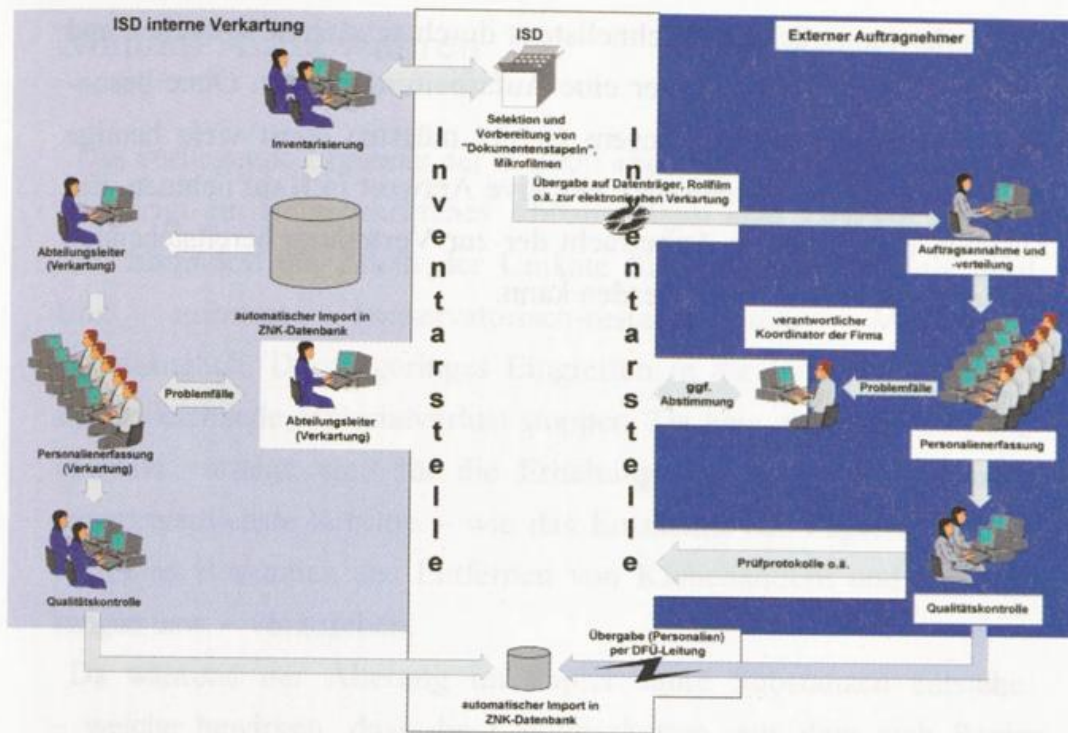 ISD interne Verkartung
ISD
Externer Auftragnehmer
Inventarisierung
Selektion und
Vorbereitung von
"Dokumentenstapeln",
Mikrofilmen
Übergabe auf Datenträger, Rollfilm
o.ä. zur elektronischen Verkartung
Abteilungsleiter
(Verkartung)
automatischer Import in
ZNK-Datenbank
Auftragsannahme und
-verteilung
Inventarstelle
Inventarstelle
verantwortlicher
Koordinator der Firma
Problemfälle
Abteilungsleiter
(Verkartung)
ggf.
Abstimmung
Problemfälle
Personalienerfassung
(Verkartung)
Personalienerfassung
Prüfprotokolle o.ä.
Qualitätskontrolle
Qualitätskontrolle
Übergabe (Personalien)
per DFÜ-Leitung
automatischer Import in
ZNK-Datenbank